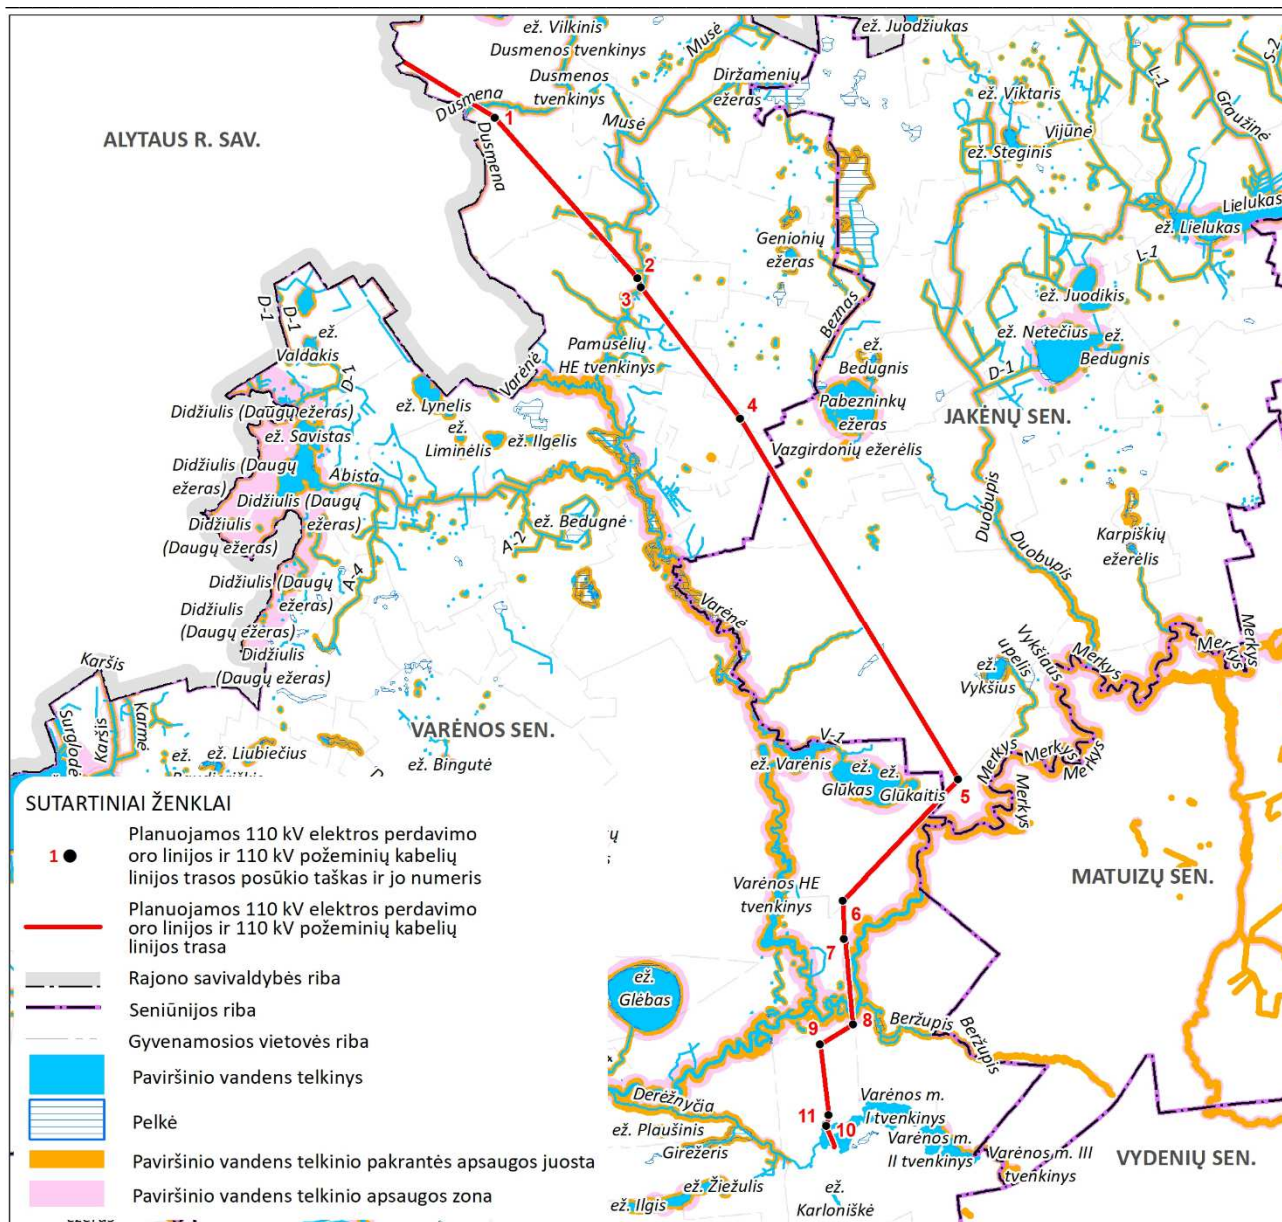 ež. Vilkinis
Dusmenos tvenkinys
Dusmenos
tvenkinys
Musė
ež. Juodžiukas
Diržamenių
ežeras
ež. Viktaris
L-1
S-2
Graužinė
Vijūnė
ež. Steginis
Dusmena
1
Dusmena
Musė
ALYTAUS R. SAV.
Lielukas
ež. Lielukas
L-1
Genionių
ežeras
2
3
Beznas
ež. Juodikis
ež. Netečius
ež.
Bedugnis
D-1
D-1
D-1
ež.
Valdakis
D-1
Pamusėlių
HE tvenkinys
Varėnė
ež.
Bedugnis
Pabezninkų
ežeras
Vazgirdonių ežerėlis
JAKĖNŲ SEN.
4
Didžiulis (Daugų ežeras)
ež. Savistas
ež. Lynelis
ež.
Liminėlis
ež. Ilgelis
Didžiulis (Daugų
ežeras)
Abista
Didžiulis (Daugų
ežeras)
Didžiulis
(Daugų ežeras)
ež. Bedugnė
A-2
A-4
Duobupis
Duobupis
Karpiškių
ežerėlis
Didžiulis (Daugų
ežeras)
Didžiulis
(Daugų ežeras)
Didžiulis
(Daugų ežeras)
Varėnė
Vykšiaus
upelis
Merkys
Merkys
Merkys
ež.
Vykšius
Karšis
Surglodė
Karšis
Karmė
VARĖNOS SEN.
ež. Liubiečius
ež.
ež. Bingutė
V-1
ež. Varėnis
ež.
Glūkas
ež.
Glūkaitis
5
Merkys
Merkys
Merkys
Merkys
MATUIZŲ SEN.
Varėnos HE
tvenkinys
6
7
ež.
Glėbas
8
9
Beržupis
Beržupis
Derėžnyčia
ež. Plaušinis
Girežeris
11
10
Varėnos m.
I tvenkinys
Varėnos m.
II tvenkinys
Varėnos m. III
tvenkinys
VYDENIŲ SEN.
ež. Žiežulis
ež. Ilgis
ež.
Karloniškė
SUTARTINIAI ŽENKLAI
1
Planuojamos 110 kV elektros perdavimo
oro linijos ir 110 kV požeminių kabelių
linijos trasos posūkio taškas ir jo numeris
Planuojamos 110 kV elektros perdavimo
oro linijos ir 110 kV požeminių kabelių
linijos trasa
Rajono savivaldybės riba
Seniūnijos riba
Gyvenamosios vietovės riba
Paviršinio vandens telkinys
Pelkė
Paviršinio vandens telkinio pakrantės apsaugos juosta
Paviršinio vandens telkinio apsaugos zona